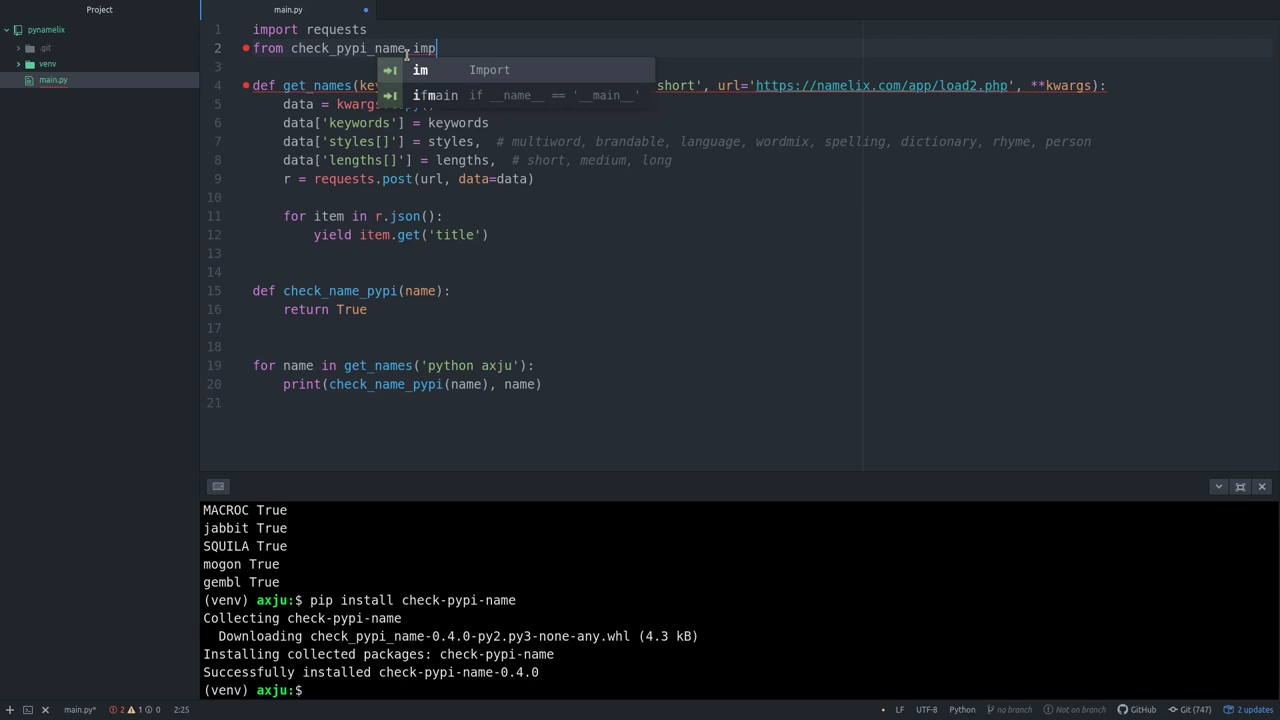 Project
main.py
pynamelix
.git
venv
main.py
1 import requests
2 from check_pypi_name imp
im Import
ifmain if __name__ == '__main__'
3
4 def get_names( short', url='https://namelix.com/app/load2.php', **kwargs):
5 data =
6 data['keywords'] = keywords
7 data['styles[]'] = styles, # multiword, brandable, language, wordmix, spelling, dictionary, rhyme, person
8 data['lengths[]'] = lengths, # short, medium, long
9 r = requests.post(url, data=data)
10
11 for item in r.json():
12 yield item.get('title')
13
14
15 def check_name_pypi(name):
16 return True
17
18
19 for name in get_names('python axju'):
20 print(check_name_pypi(name), name)
21
MACROC True
jabbit True
SQUILA True
mogon True
gembl True
(venv) axju:$ pip install check-pypi-name
Collecting check-pypi-name
Downloading check_pypi_name-0.4.0-py2.py3-none-any.whl (4.3 kB)
Installing collected packages: check-pypi-name
Successfully installed check-pypi-name-0.4.0
(venv) axju:$
main.py* 2 1 0 2:25 LF UTF-8 Python no branch Not on branch GitHub Git (747) 2 updates